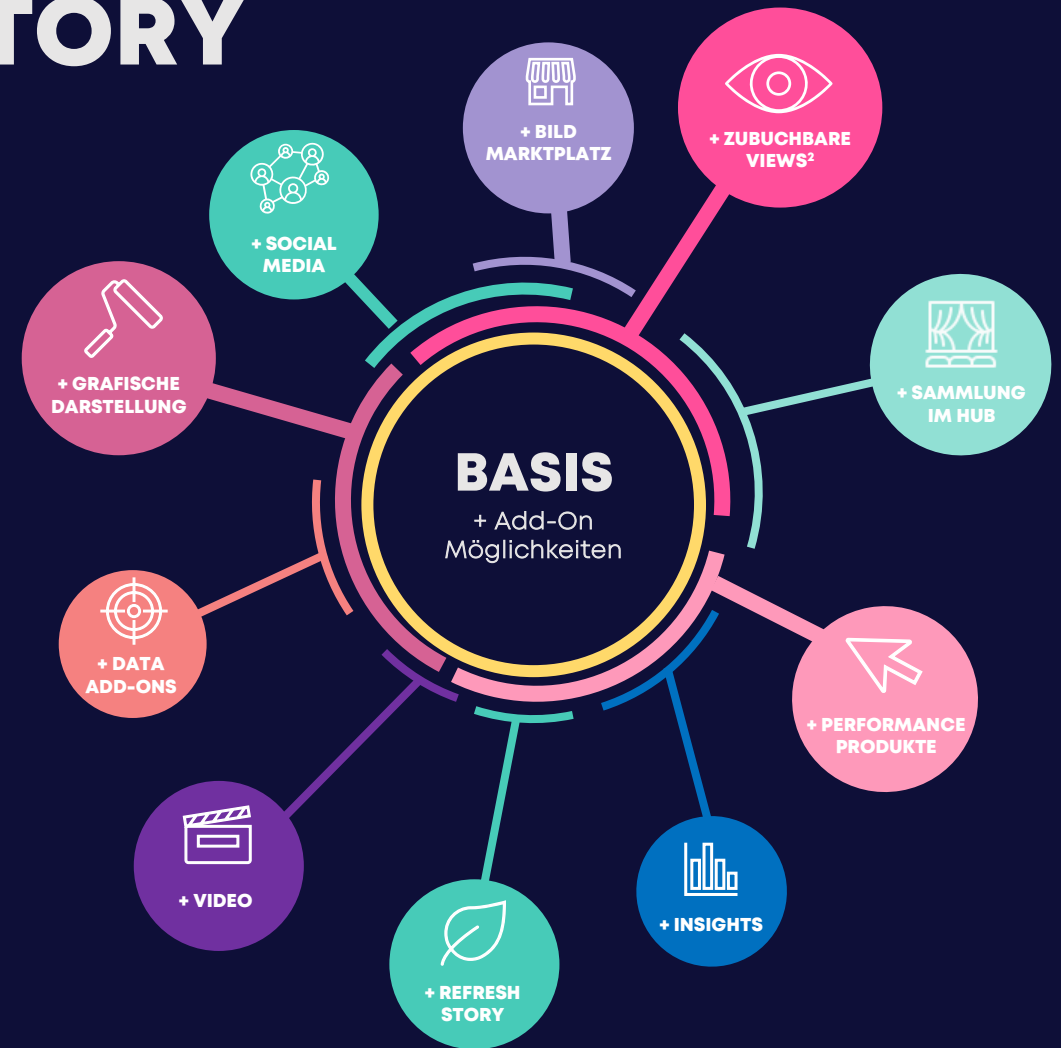 TORY
+ BILD
MARKTPLATZ
+ ZUBUCHBARE
VIEWS²
+ SOCIAL
MEDIA
+ SAMMLUNG
IM HUB
+ GRAFISCHE
DARSTELLUNG
BASIS
+ Add-On
Möglichkeiten
+ DATA
ADD-ONS
+ PERFORMANCE
PRODUKTE
+ VIDEO
+ INSIGHTS
+ REFRESH
STORY